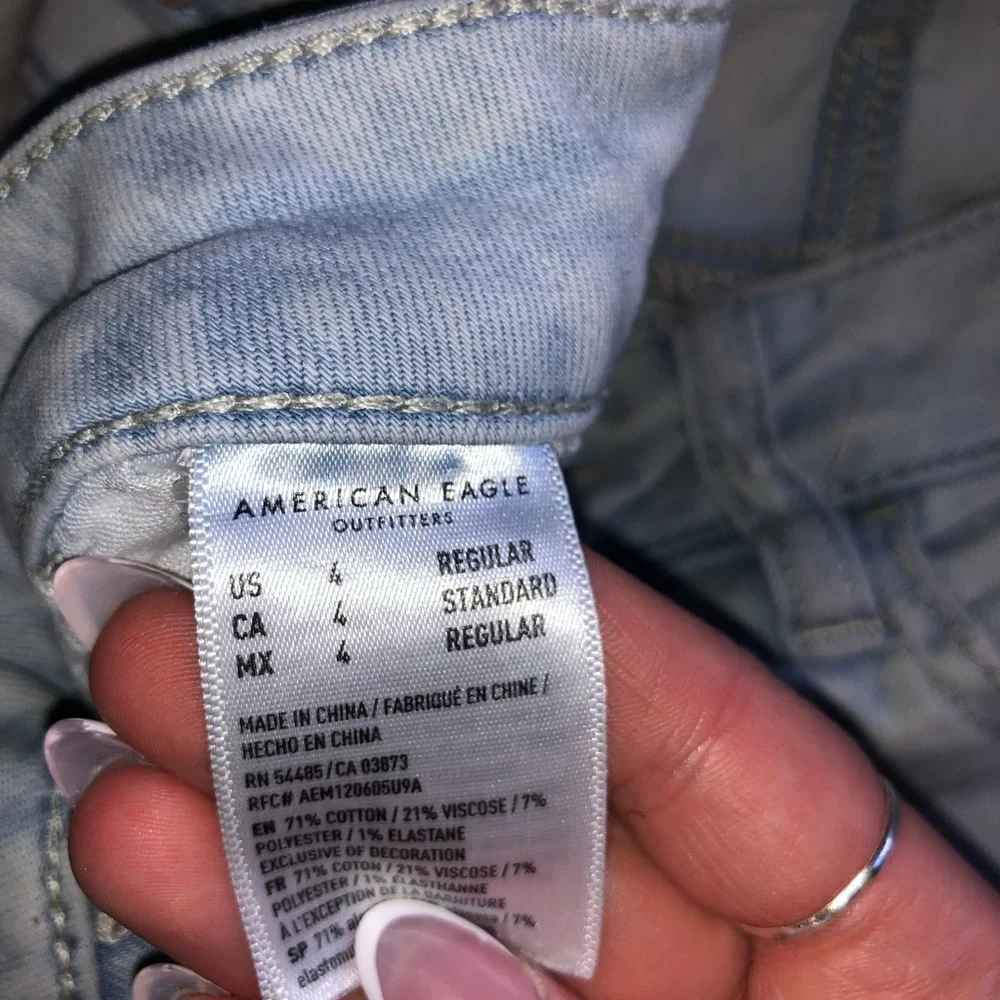 AMERICAN EAGLE
OUTFITTERS
US 4 REGULAR
CA 4 STANDARD
MX 4 REGULAR
MADE IN CHINA / FABRIQUÉ EN CHINE /
HECHO EN CHINA
RN 54485 / CA 03873
RFC# AEM120605U9A
EN 71% COTTON / 21% VISCOSE / 7%
POLYESTER / 1% ELASTANE
EXCLUSIVE OF DECORATION
FR 71% COTON / 21% VISCOSE / 7%
POLYESTER / 1% ÉLASTHANNE
À L'EXCEPTION DE LA GARNITURE
SP 71% / 7%